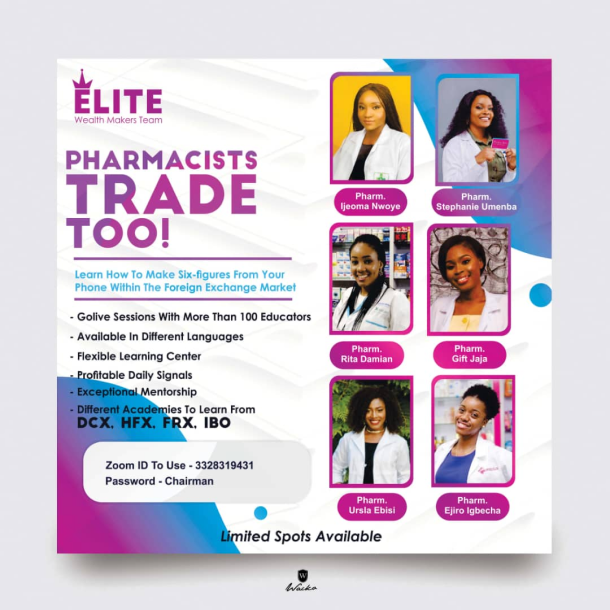 ELITE
Wealth Makers Team
PHARMACISTS
TRADE
TOO!
Learn How To Make Six-figures From Your
Phone Within The Foreign Exchange Market
- Golive Sessions With More Than 100 Educators
- Available In Different Languages
- Flexible Learning Center
- Profitable Daily Signals
- Exceptional Mentorship
- Different Academies To Learn From
DCX, HFX, FRX, IBO
Zoom ID To Use - 3328319431
Password - Chairman
Pharm.
Ijeoma Nwoye
Pharm.
Stephanie Umenba
Pharm.
Rita Damian
Pharm.
Gift Jaja
Pharm.
Ursla Ebisi
Pharm.
Ejiro Igbecha
Limited Spots Available
W
Wacko